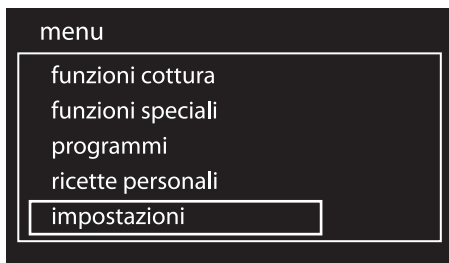 menu
funzioni cottura
funzioni speciali
programmi
ricette personali
impostazioni